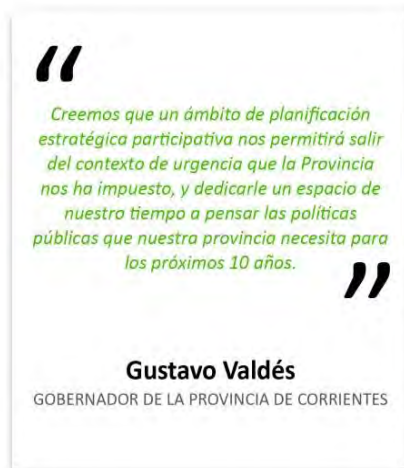 “
Creemos que un ámbito de planificación
estratégica participativa nos permitirá salir
del contexto de urgencia que la Provincia
nos ha impuesto, y dedicarle un espacio de
nuestro tiempo a pensar las políticas
públicas que nuestra provincia necesita para
los próximos 10 años.
”
Gustavo Valdés
GOBERNADOR DE LA PROVINCIA DE CORRIENTES